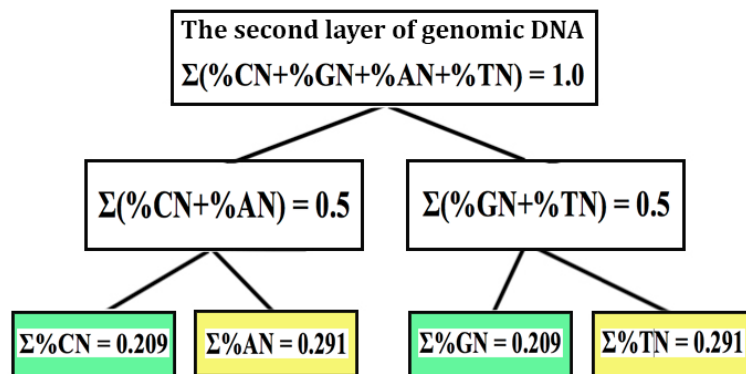 The second layer of genomic DNA
Σ(%CN+%GN+%AN+%TN) = 1.0
Σ(%CN+%AN) = 0.5
Σ(%GN+%TN) = 0.5
Σ%CN = 0.209
Σ%AN = 0.291
Σ%GN = 0.209
Σ%TN = 0.291